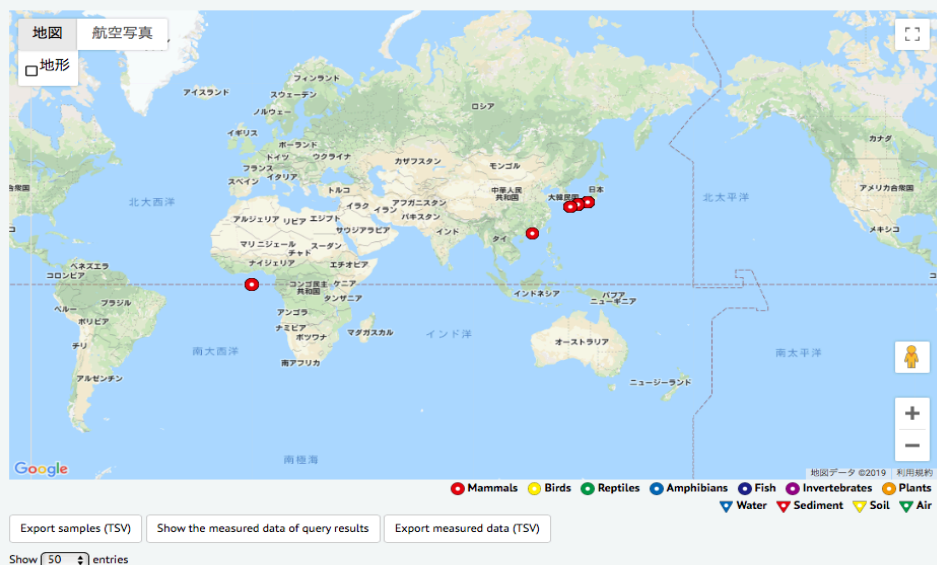 地図 航空写真
地形
アイスランド
フィンランド
スウェーデン
ノルウェー
ロシア
イギリス
カナダ
ポーランド
ドイツ ウクライナ
フランス
スペイン イタリア
カザフスタン
モンゴル
合衆国
アメリカ合衆国
北大西洋
トルコ
イラク イラン アフガニスタン
パキスタン
中華人民
共和国
大韓民国
日本
北太平洋
アルジェリア リビア エジプト
サウジアラビア
インド
メキシコ
コ
マリ ニジェール スーダン
チャド
タイ
ナイジェリア エチオピア
ベネズエラ
コロンビア
コンゴ民主
共和国
ケニア
タンザニア
インドネシア
パプア
ニューギニア
ペルー
ブラジル
ボリビア
アンゴラ
ナミビア
ボツワナ
マダガスカル
インド洋
オーストラリア
チリ
南大西洋
南太平洋
南アフリカ
アルゼンチン
ニュージーランド
南極海
Google
地図データ ©2019 利用規約
Mammals Birds Reptiles Amphibians Fish Invertebrates Plants
Water Sediment Soil Air
Export samples (TSV) Show the measured data of query results Export measured data (TSV)
Show 50 entries